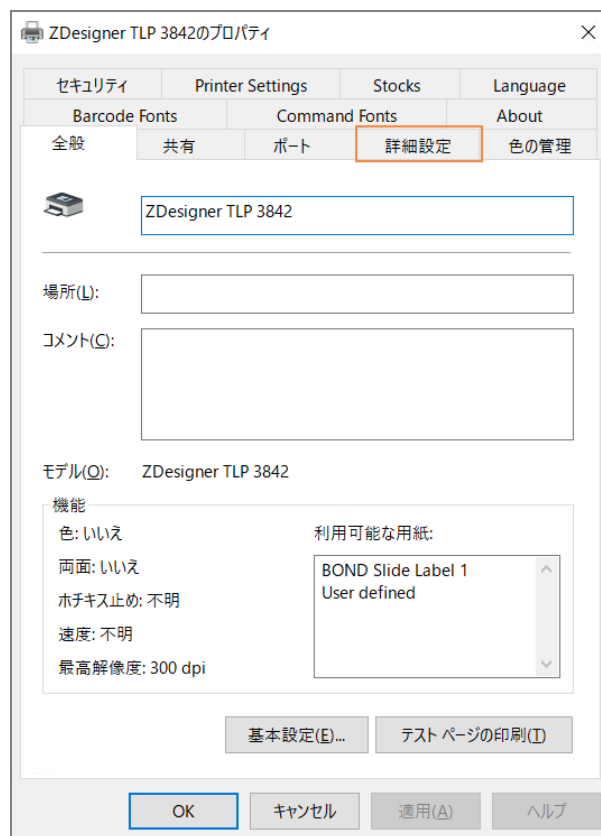 ZDesigner TLP 3842のプロパティ
セキュリティ Printer Settings Stocks Language
Barcode Fonts Command Fonts About
全般 共有 ポート 詳細設定 色の管理
ZDesigner TLP 3842
場所(L):
コメント(C):
モデル(O): ZDesigner TLP 3842
機能
色: いいえ 利用可能な用紙:
両面: いいえ BOND Slide Label 1
ホチキス止め: 不明 User defined
速度: 不明
最高解像度: 300 dpi
基本設定(E)... テスト ページの印刷(T)
OK キャンセル 適用(A) ヘルプ